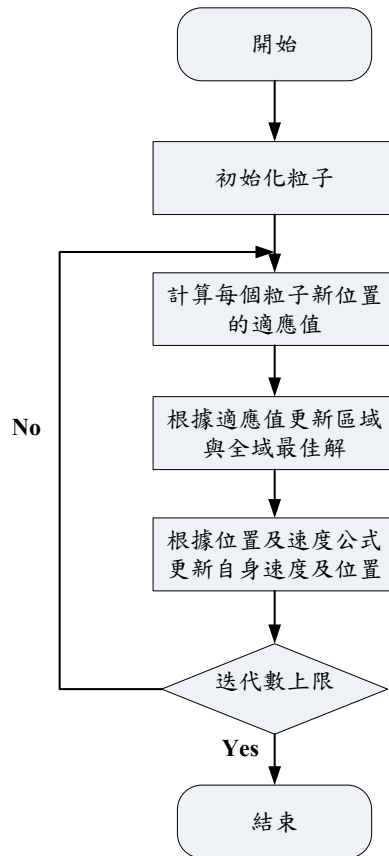 開始
初始化粒子
計算每個粒子新位置
的適應值
根據適應值更新區域
與全域最佳解
No
根據位置及速度公式
更新自身速度及位置
迭代數上限
Yes
結束